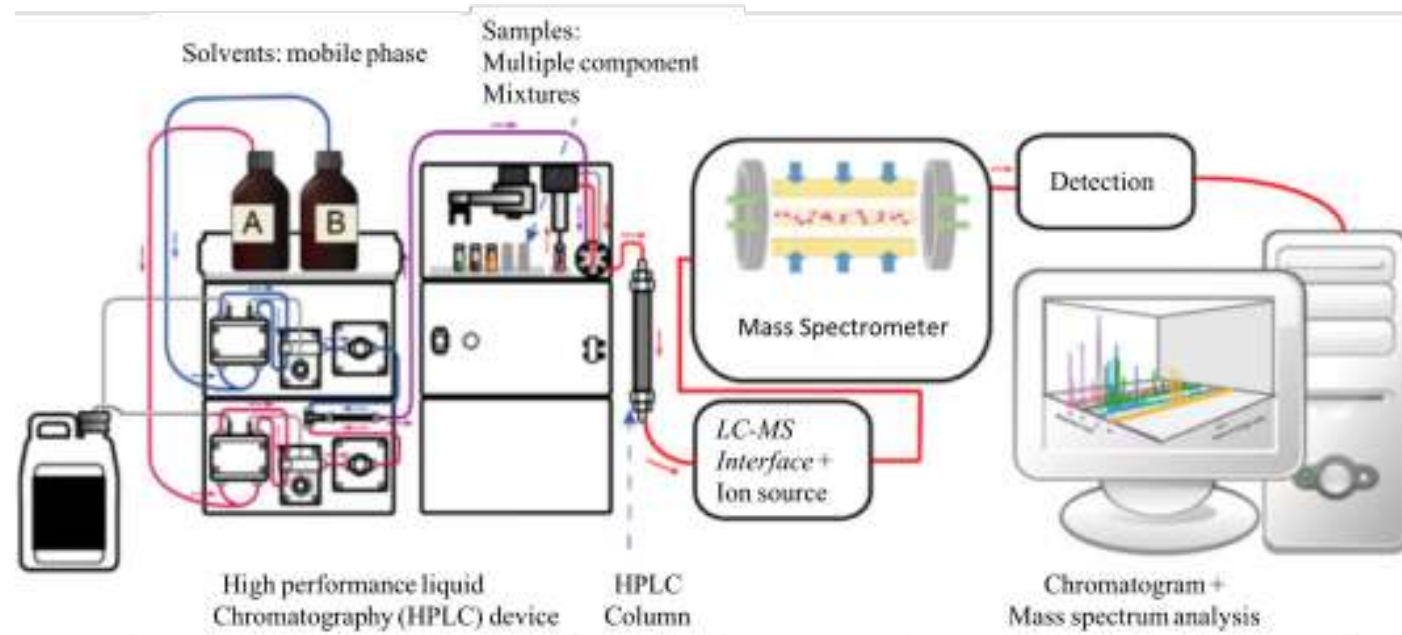 Solvents: mobile phase
Samples:
Multiple component
Mixtures
A
B
Mass Spectrometer
Detection
LC-MS
Interface +
Ion source
High performance liquid
Chromatography (HPLC) device
HPLC
Column
Chromatogram +
Mass spectrum analysis